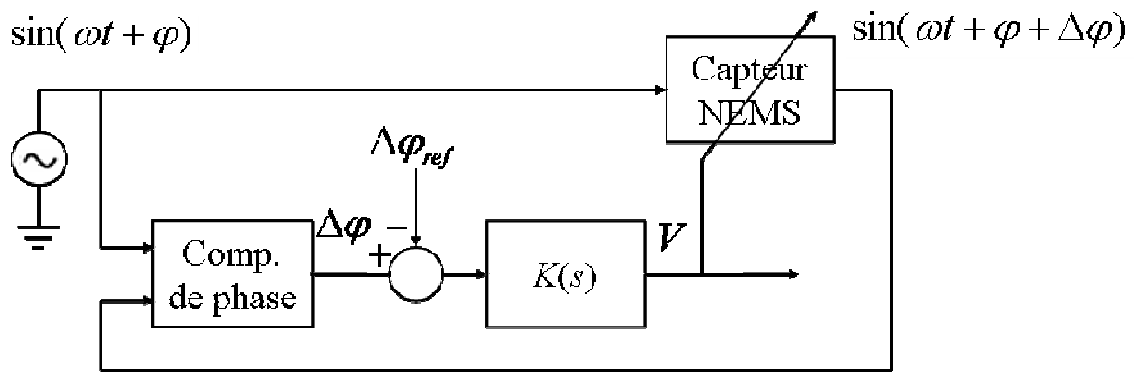 sin( ωt + φ)
sin( ωt + φ + Δφ)
Capteur
NEMS
Δφref
Δφ
−
+
Comp.
de phase
K(s)
V